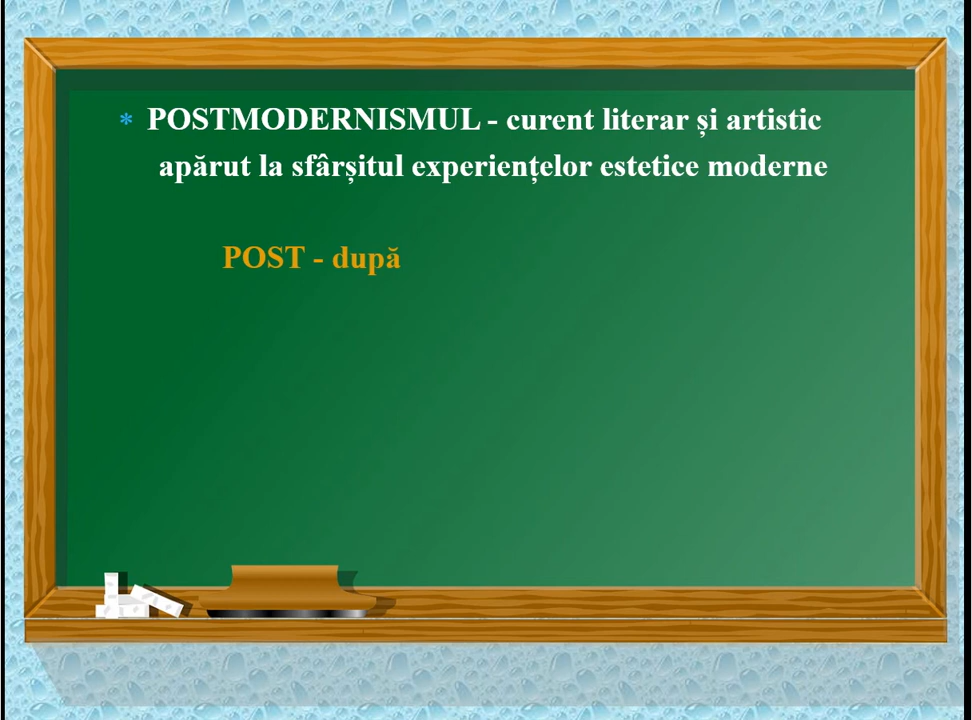 * POSTMODERNISMUL - curent literar și artistic
apărut la sfârșitul experiențelor estetice moderne
POST - după